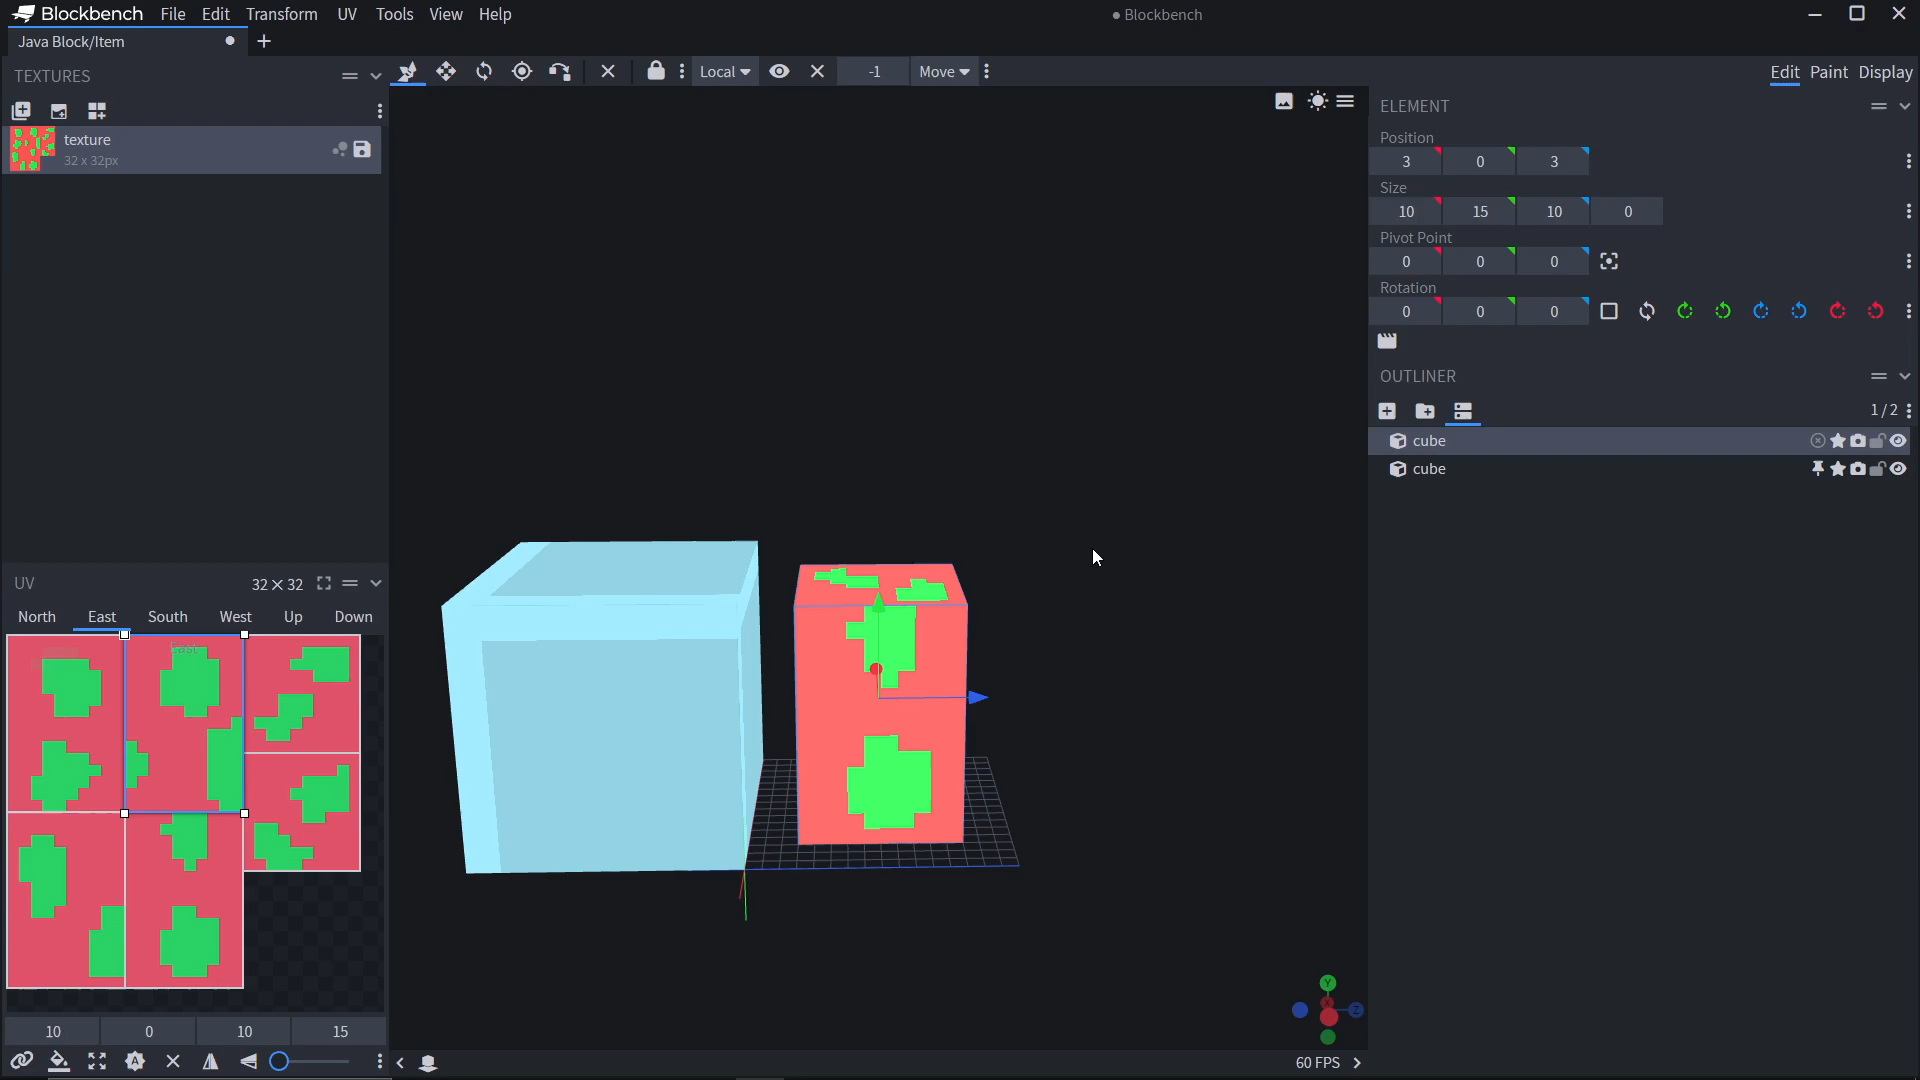 Blockbench File Edit Transform UV Tools View Help
● Blockbench
Java Block/Item
TEXTURES
Local
-1
Move
Edit Paint Display
texture
32 x 32px
ELEMENT
Position
3 0 3
Size
10 15 10 0
Pivot Point
0 0 0
Rotation
0 0 0
OUTLINER
1 / 2
cube
cube
UV 32 × 32
North East South West Up Down
East
10 0 10 15
Y
X
Z
60 FPS